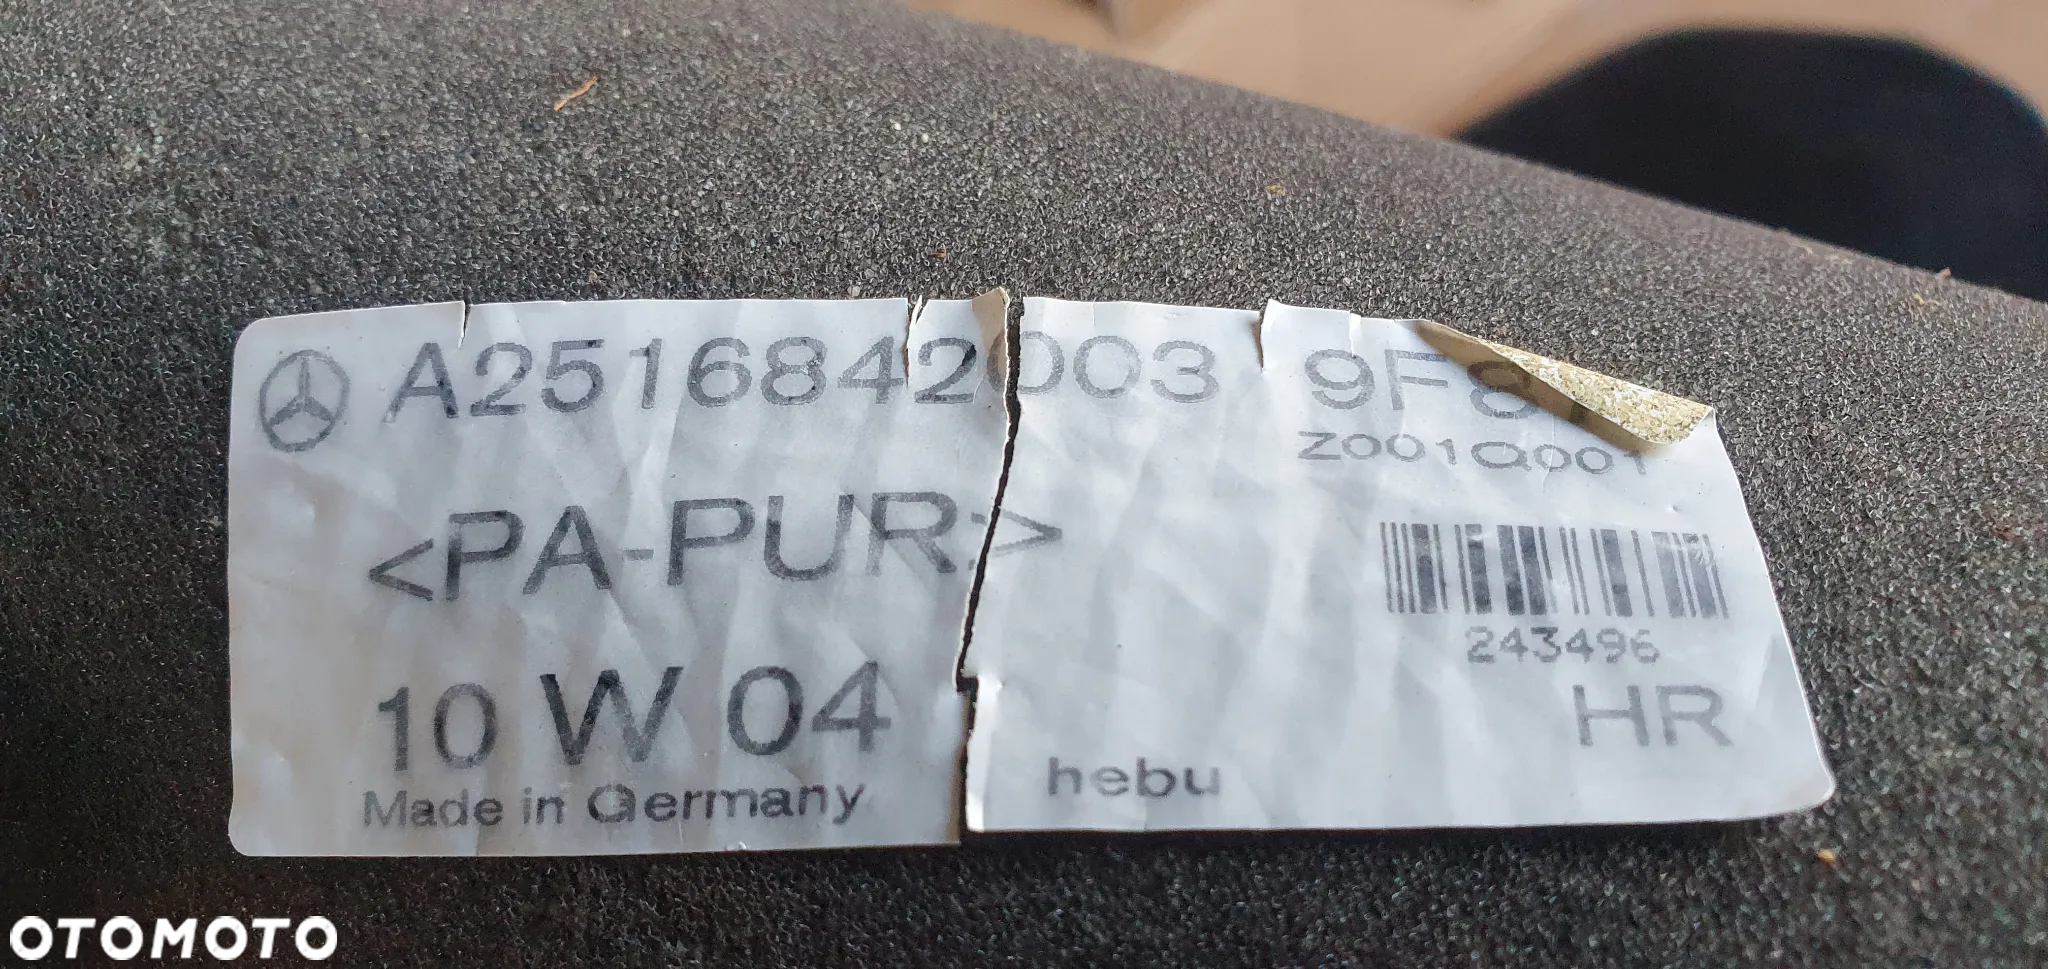 A2516842003
9F8
Z001Q001
<PA-PUR>
243496
10 W 04
HR
Made in Germany
hebu
OTOMOTO